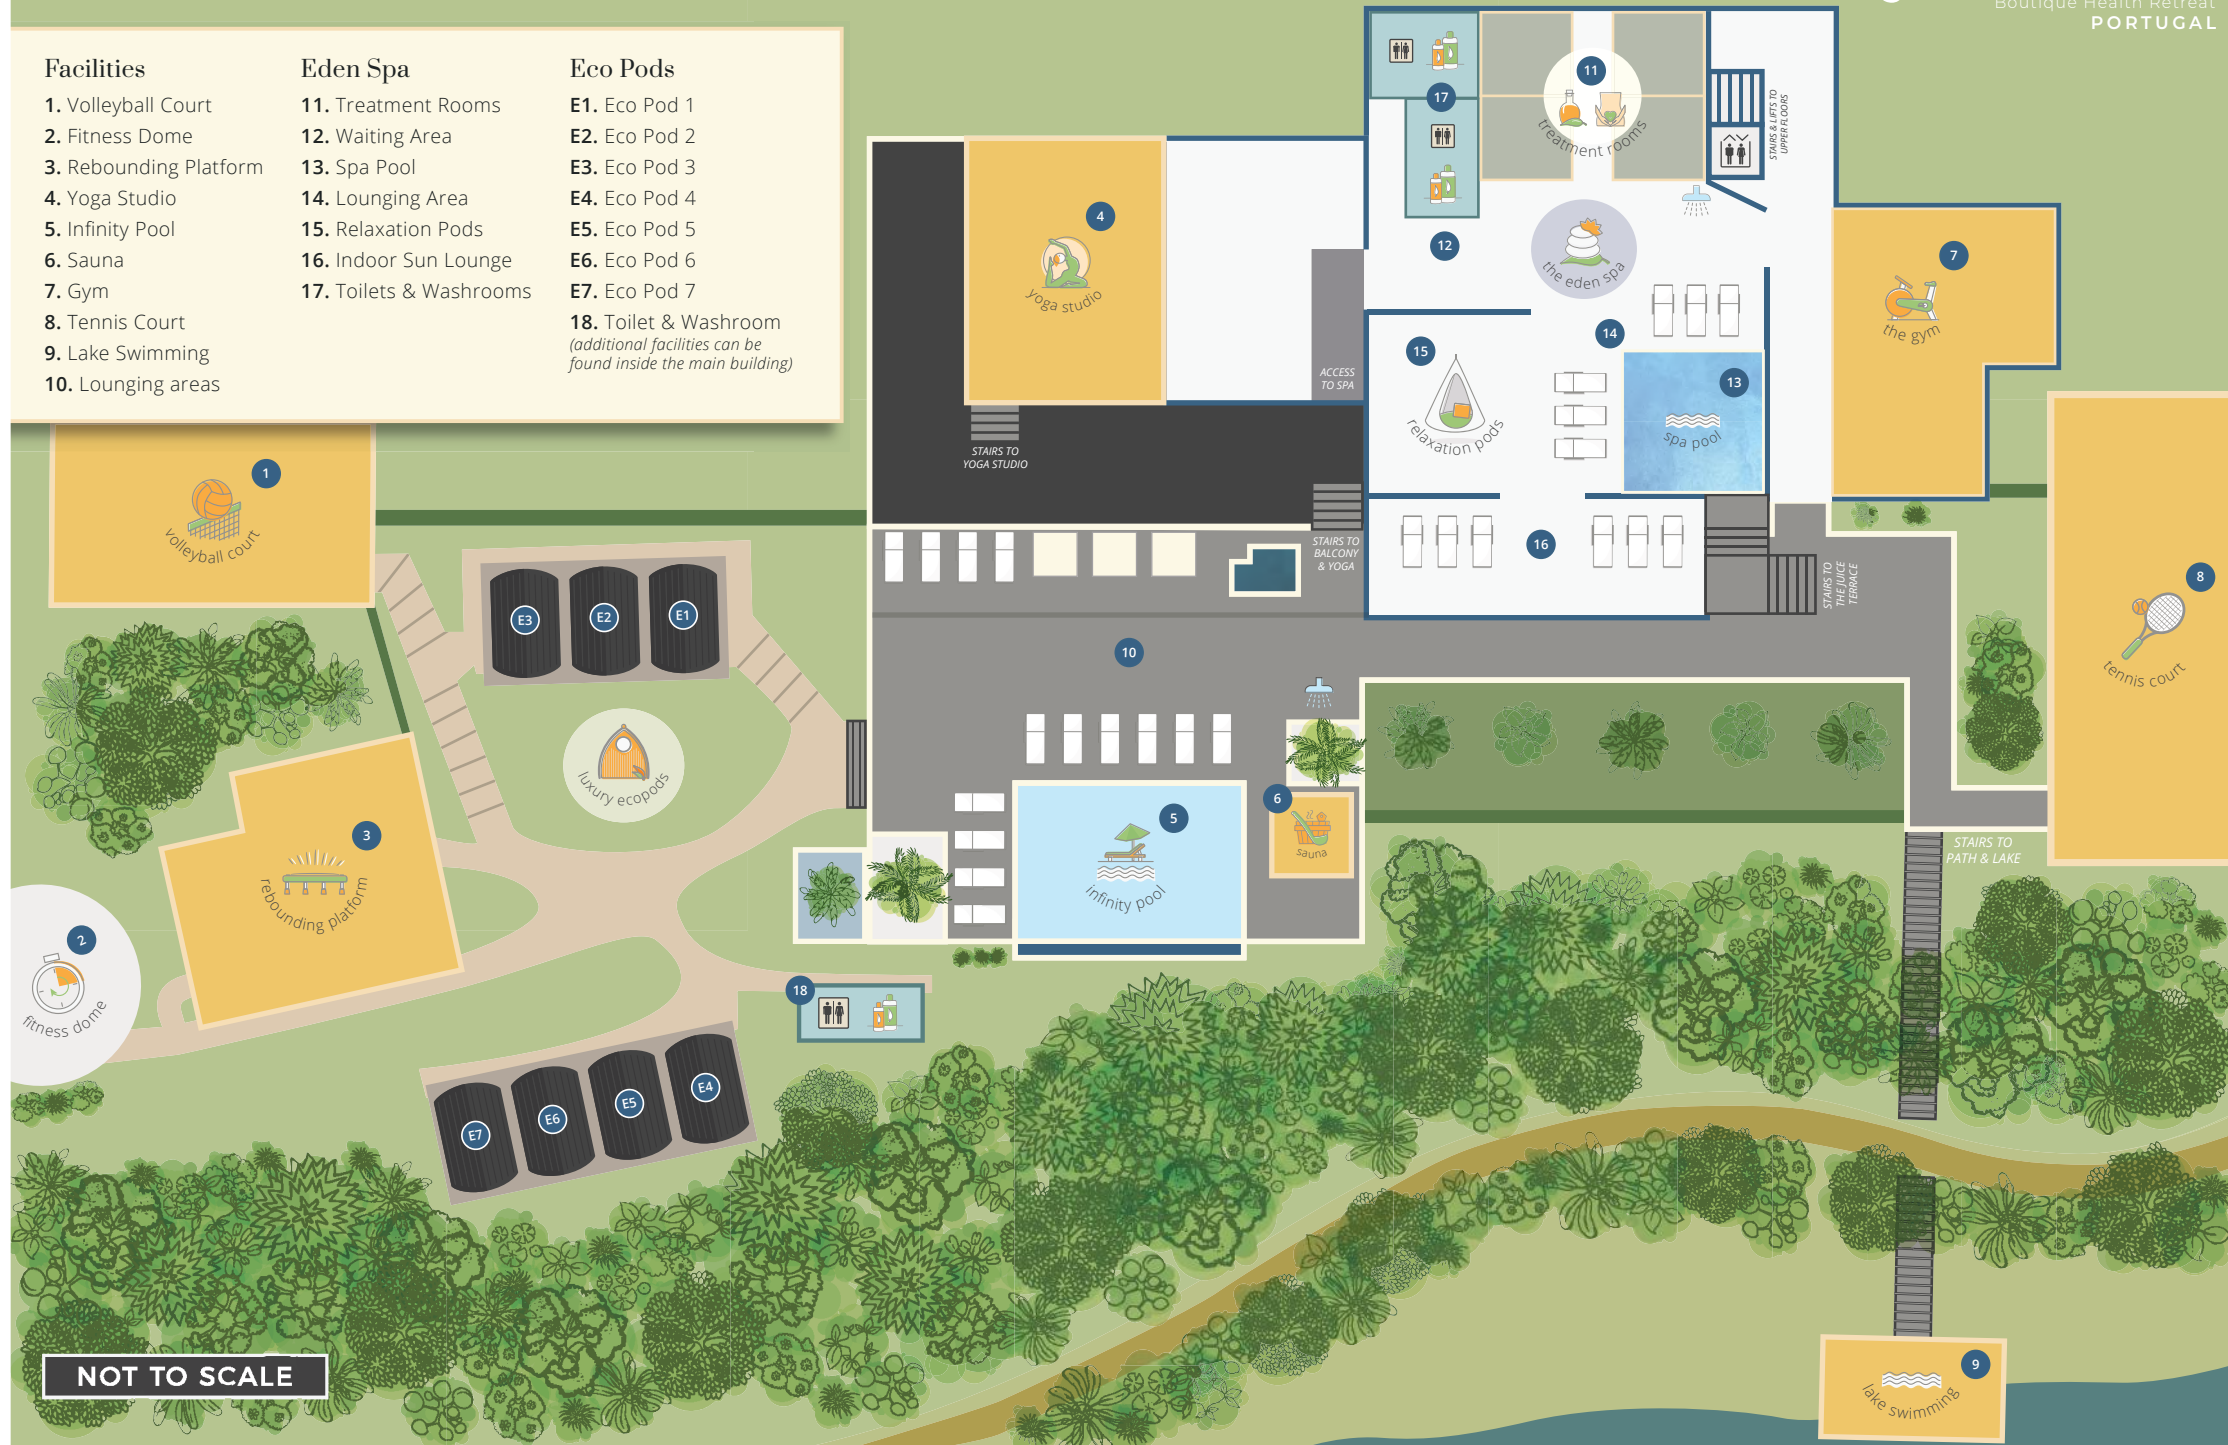 Boutique Health Retreat
PORTUGAL
Facilities
1. Volleyball Court
2. Fitness Dome
3. Rebounding Platform
4. Yoga Studio
5. Infinity Pool
6. Sauna
7. Gym
8. Tennis Court
9. Lake Swimming
10. Lounging areas
Eden Spa
11. Treatment Rooms
12. Waiting Area
13. Spa Pool
14. Lounging Area
15. Relaxation Pods
16. Indoor Sun Lounge
17. Toilets & Washrooms
Eco Pods
E1. Eco Pod 1
E2. Eco Pod 2
E3. Eco Pod 3
E4. Eco Pod 4
E5. Eco Pod 5
E6. Eco Pod 6
E7. Eco Pod 7
18. Toilet & Washroom
(additional facilities can be
found inside the main building)
17
11
treatment rooms
STAIRS & LIFTS TO
UPPER FLOORS
4
yoga studio
12
the eden spa
7
the gym
14
15
relaxation pods
13
spa pool
ACCESS
TO SPA
STAIRS TO
YOGA STUDIO
1
volleyball court
STAIRS TO
BALCONY
& YOGA
16
STAIRS TO
THE JUICE
TERRACE
8
tennis court
E3
E2
E1
10
luxury ecopods
3
rebounding platform
5
infinity pool
6
sauna
STAIRS TO
PATH & LAKE
2
fitness dome
18
E7
E6
E5
E4
9
lake swimming
NOT TO SCALE